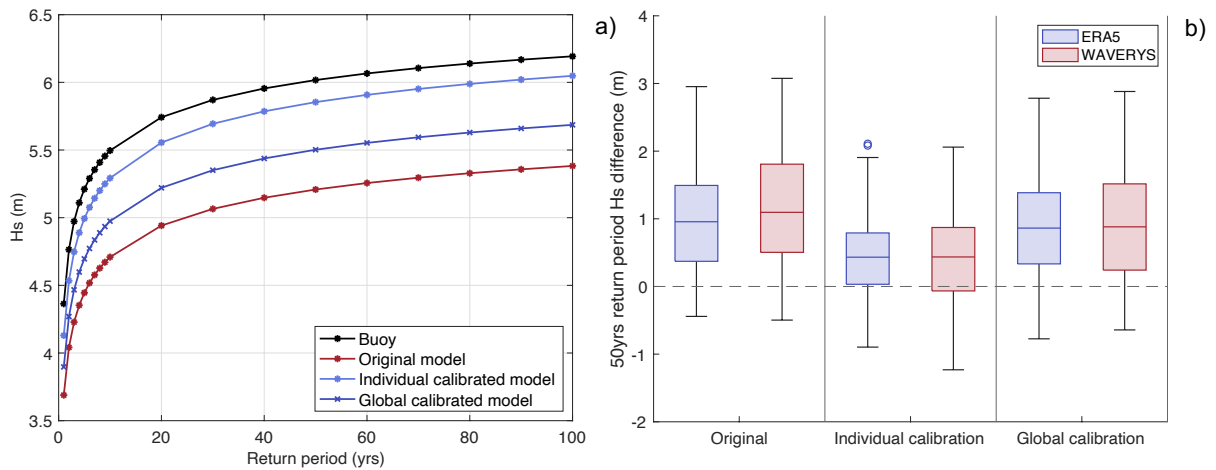 a)
6.5
6
5.5
5
4.5
4
3.5
Hs (m)
0
20
40
60
80
100
Return period (yrs)
Buoy
Original model
Individual calibrated model
Global calibrated model
b)
4
3
2
1
0
-1
-2
50yrs return period Hs difference (m)
Original
Individual calibration
Global calibration
ERA5
WAVERYS